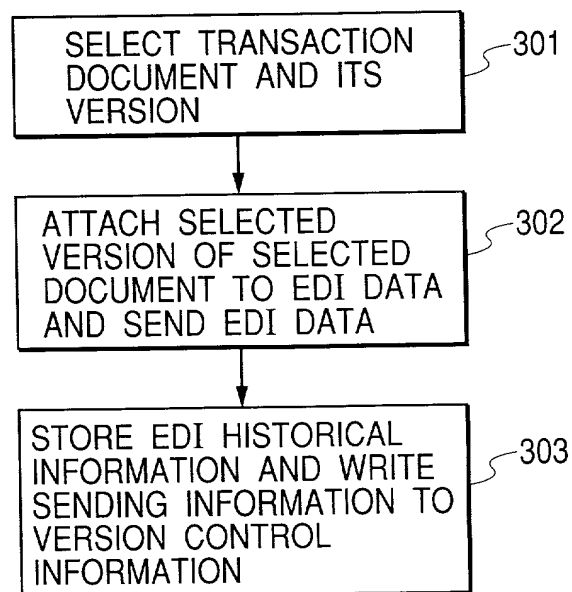 SELECT TRANSACTION
DOCUMENT AND ITS
VERSION
301
ATTACH SELECTED
VERSION OF SELECTED
DOCUMENT TO EDI DATA
AND SEND EDI DATA
302
STORE EDI HISTORICAL
INFORMATION AND WRITE
SENDING INFORMATION TO
VERSION CONTROL
INFORMATION
303